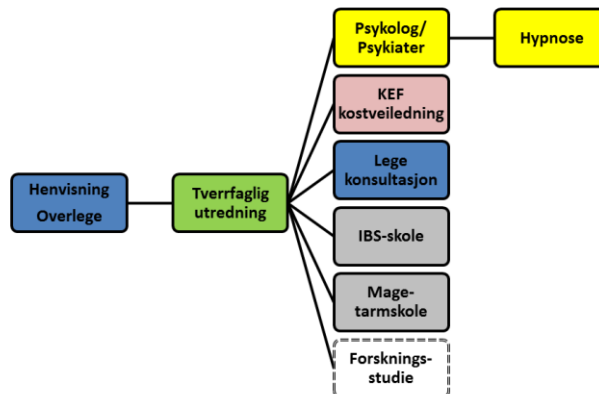 Psykolog/
Psykiater
Hypnose
KEF
kostveiledning
Henvisning
Overlege
Tverrfaglig
utredning
Lege
konsultasjon
IBS-skole
Mage-
tarmskole
Forsknings-
studie